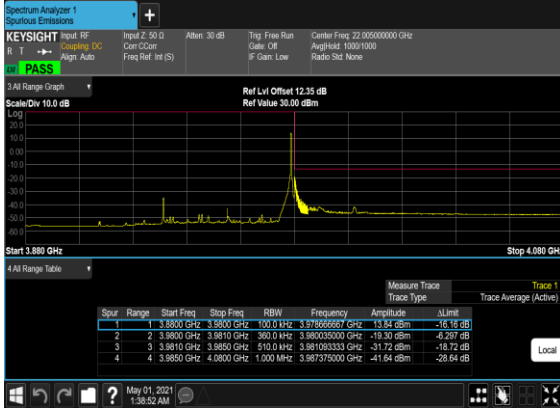 Spectrum Analyzer 1
Spurious Emissions
+
KEYSIGHT Input: RF Input Z: 50 Ω Atten: 30 dB Trig: Free Run Center Freq: 22.005000000 GHz
R T Coupling: DC Corr CCorr Gate: Off Avg|Hold: 1000/1000
Align: Auto Freq Ref: Int (S) IF Gain: Low Radio Std: None
PASS
3 All Range Graph
Ref Lvl Offset 12.35 dB
Scale/Div 10.0 dB Ref Value 30.00 dBm
Log
20.0
10.0
0.00
-10.0
-20.0
-30.0
-40.0
-50.0
-60.0
Start 3.880 GHz Stop 4.080 GH
4 All Range Table
Measure Trace Trace 1
Trace Type Trace Average (Active)
Spur Range Start Freq Stop Freq RBW Frequency Amplitude ΔLimit
1 1 3.8800 GHz 3.9800 GHz 100.0 kHz 3.978666667 GHz 13.84 dBm -16.16 dB
2 2 3.9800 GHz 3.9810 GHz 360.0 kHz 3.980035000 GHz -19.30 dBm -6.297 dB
3 3 3.9810 GHz 3.9850 GHz 510.0 kHz 3.981093333 GHz -31.72 dBm -18.72 dB
4 4 3.9850 GHz 4.0800 GHz 1.000 MHz 3.987375000 GHz -41.64 dBm -28.64 dB
Local
?
May 01, 2021
1:38:52 AM